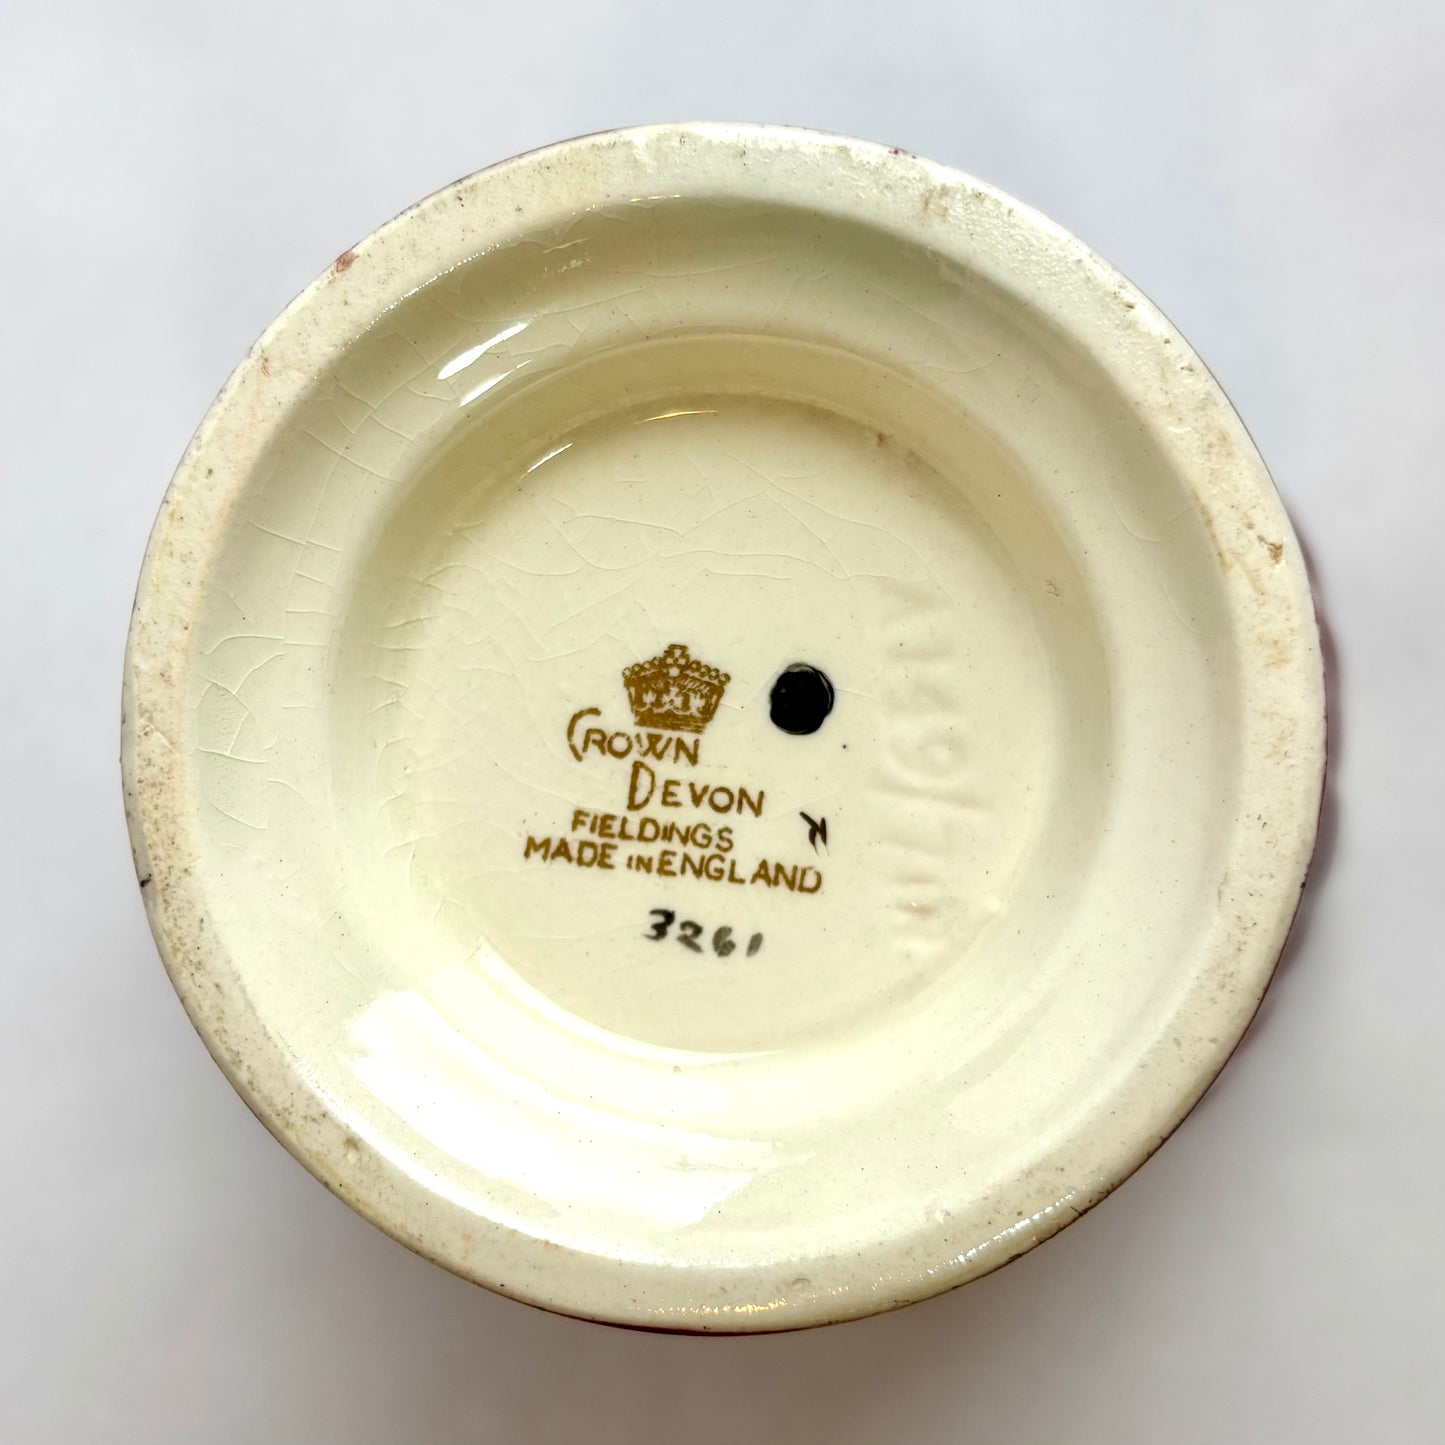 CROWN
DEVON
FIELDINGS
MADE IN ENGLAND
3261